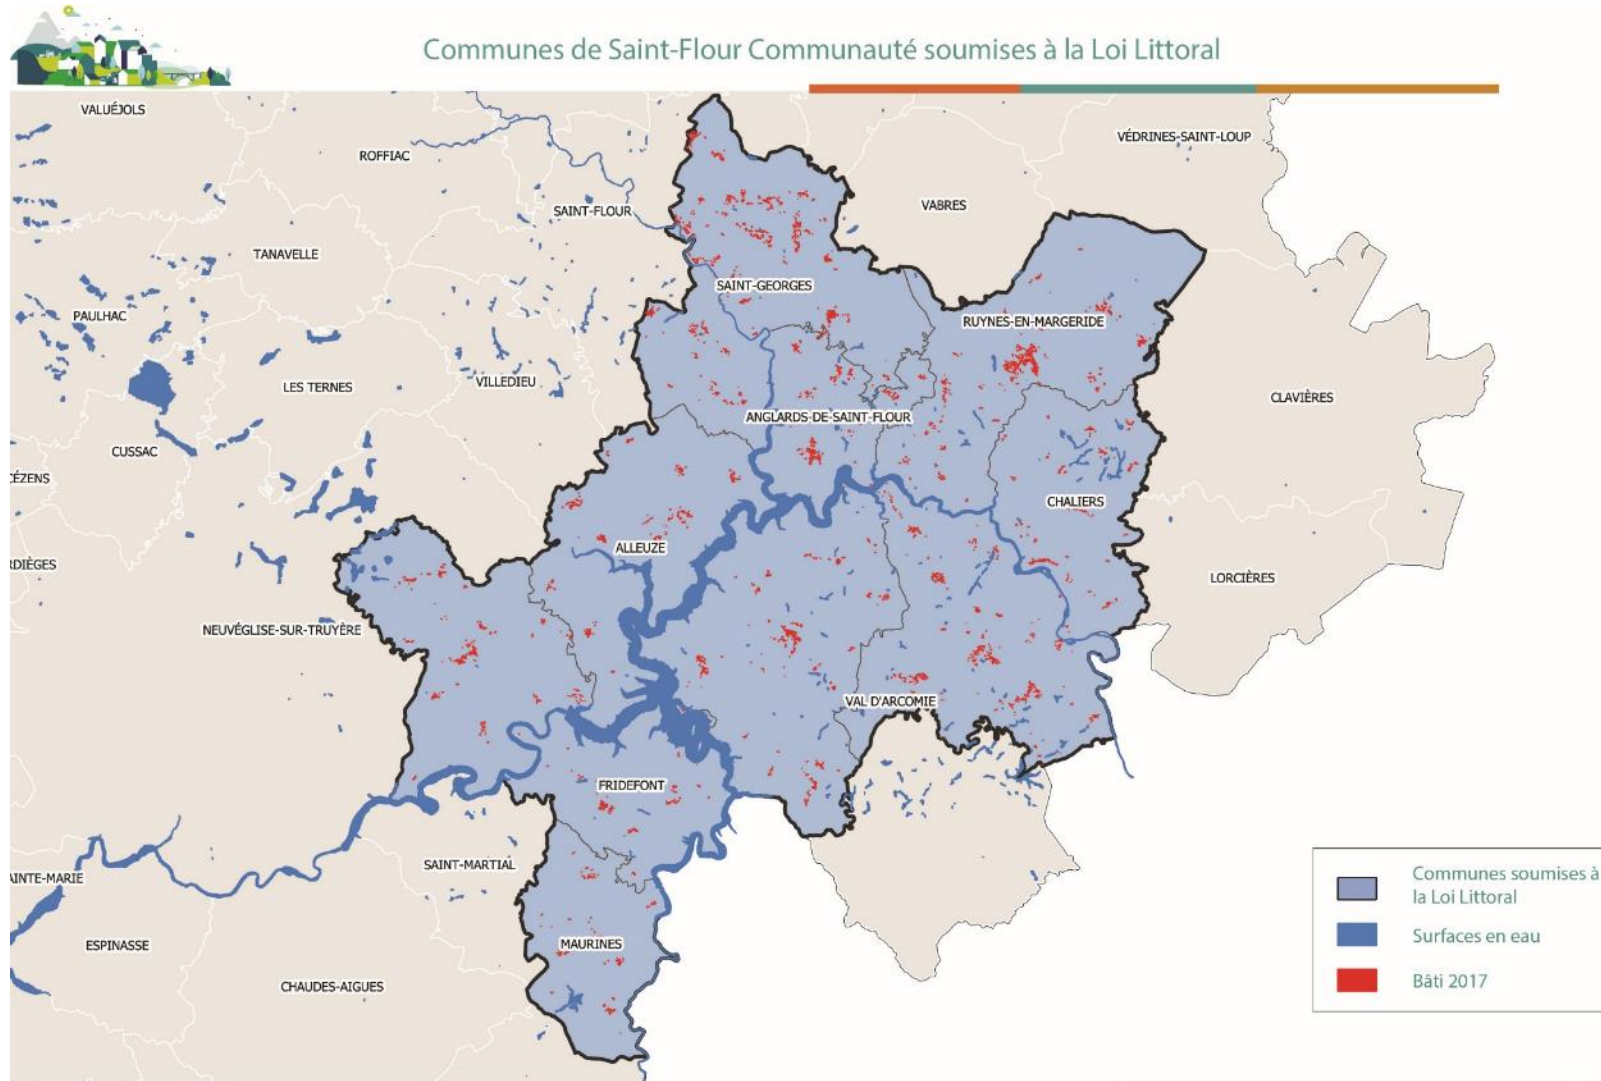 Communes de Saint-Flour Communauté soumises à la Loi Littoral
VALUÉJOLS
VÉDRINES-SAINT-LOUP
ROFFIAC
VABRES
SAINT-FLOUR
TANAVELLE
SAINT-GEORGES
PAULHAC
RUYNES-EN-MARGERIDE
LES TERNES
VILLEDIEU
CLAVIÈRES
ANGLARDS-DE-SAINT-FLOUR
CUSSAC
ÉZENS
CHALIERS
ALLEUZE
RDIÈGES
LORCIÈRES
NEUVÉGLISE-SUR-TRUYÈRE
VAL D'ARCOMIE
FRIDEFONT
SAINT-MARTIAL
AINTE-MARIE
ESPINASSE
MAURINES
CHAUDES-AIGUES
Communes soumises à
la Loi Littoral
Surfaces en eau
Bâti 2017